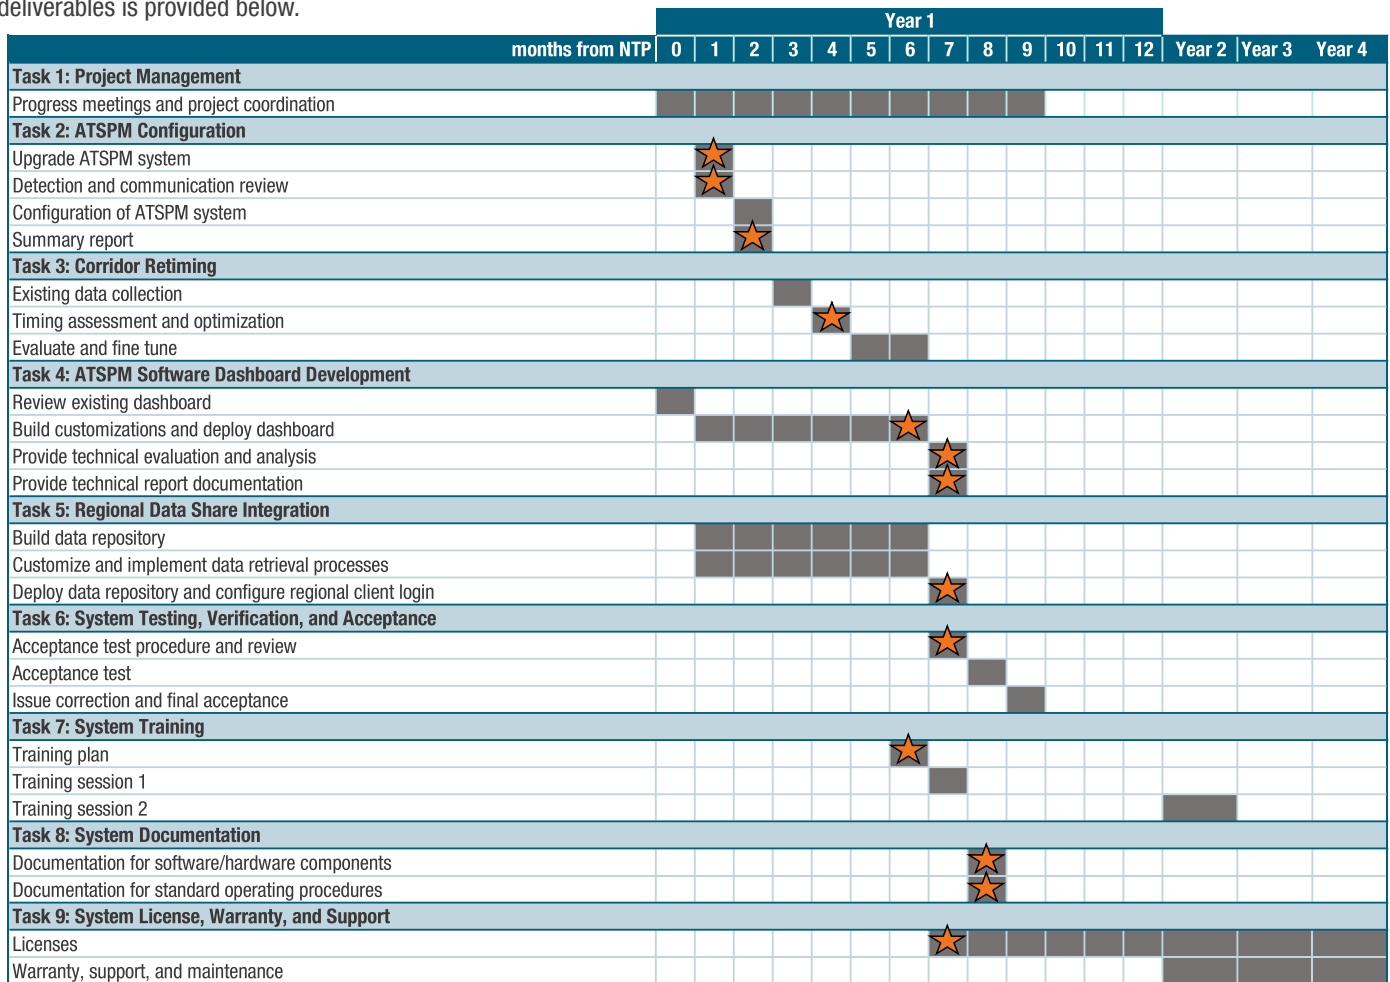 deliverables is provided below.
Year 1
months from NTP 0 1 2 3 4 5 6 7 8 9 10 11 12 Year 2 Year 3 Year 4
Task 1: Project Management
Progress meetings and project coordination
Task 2: ATSPM Configuration
Upgrade ATSPM system
Detection and communication review
Configuration of ATSPM system
Summary report
Task 3: Corridor Retiming
Existing data collection
Timing assessment and optimization
Evaluate and fine tune
Task 4: ATSPM Software Dashboard Development
Review existing dashboard
Build customizations and deploy dashboard
Provide technical evaluation and analysis
Provide technical report documentation
Task 5: Regional Data Share Integration
Build data repository
Customize and implement data retrieval processes
Deploy data repository and configure regional client login
Task 6: System Testing, Verification, and Acceptance
Acceptance test procedure and review
Acceptance test
Issue correction and final acceptance
Task 7: System Training
Training plan
Training session 1
Training session 2
Task 8: System Documentation
Documentation for software/hardware components
Documentation for standard operating procedures
Task 9: System License, Warranty, and Support
Licenses
Warranty, support, and maintenance